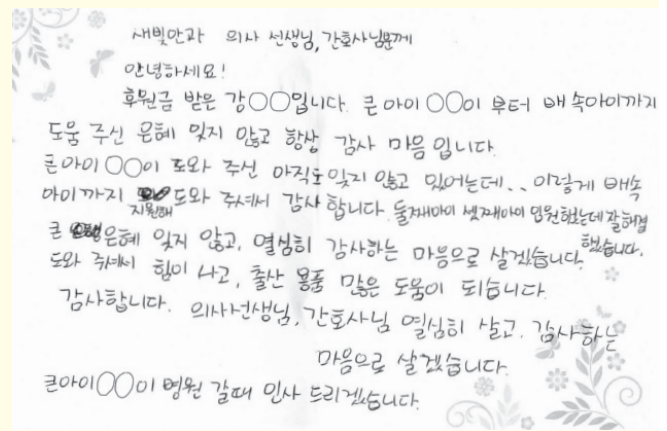 새빛안과 의사 선생님, 간호사님분께
안녕하세요!
후원금 받은 강○○입니다. 큰 아이 ○○이 부터 배 속아이까지
도움 주신 은혜 잊지 않고 항상 감사 마음 입니다.
큰아이 ○○이 도와 주신 아직도 잊지 않고 있어는데.. 이렇게 배속
아이까지 지원해 도와 주셔서 감사 합니다. 둘째아이 셋째아이 입원했는데 잘해결
했습니다.
큰 은혜 잊지 않고, 열심히 감사하는 마음으로 살겠습니다.
도와 주셔서 힘이 나고, 출산 용품 많은 도움이 되습니다.
감사합니다. 의사선생님, 간호사님 열심히 살고, 감사하는
마음으로 살겠습니다.
큰아이○○이 병원 갈때 인사 드리겠습니다.